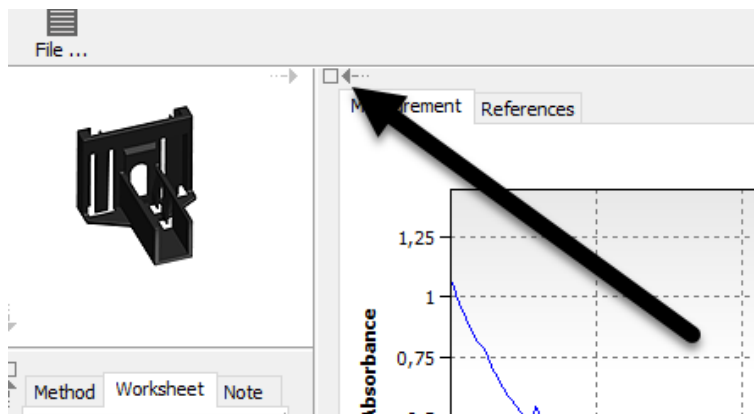 File ...
References
1,25
1
0,75
Absorbance
Method Worksheet Note